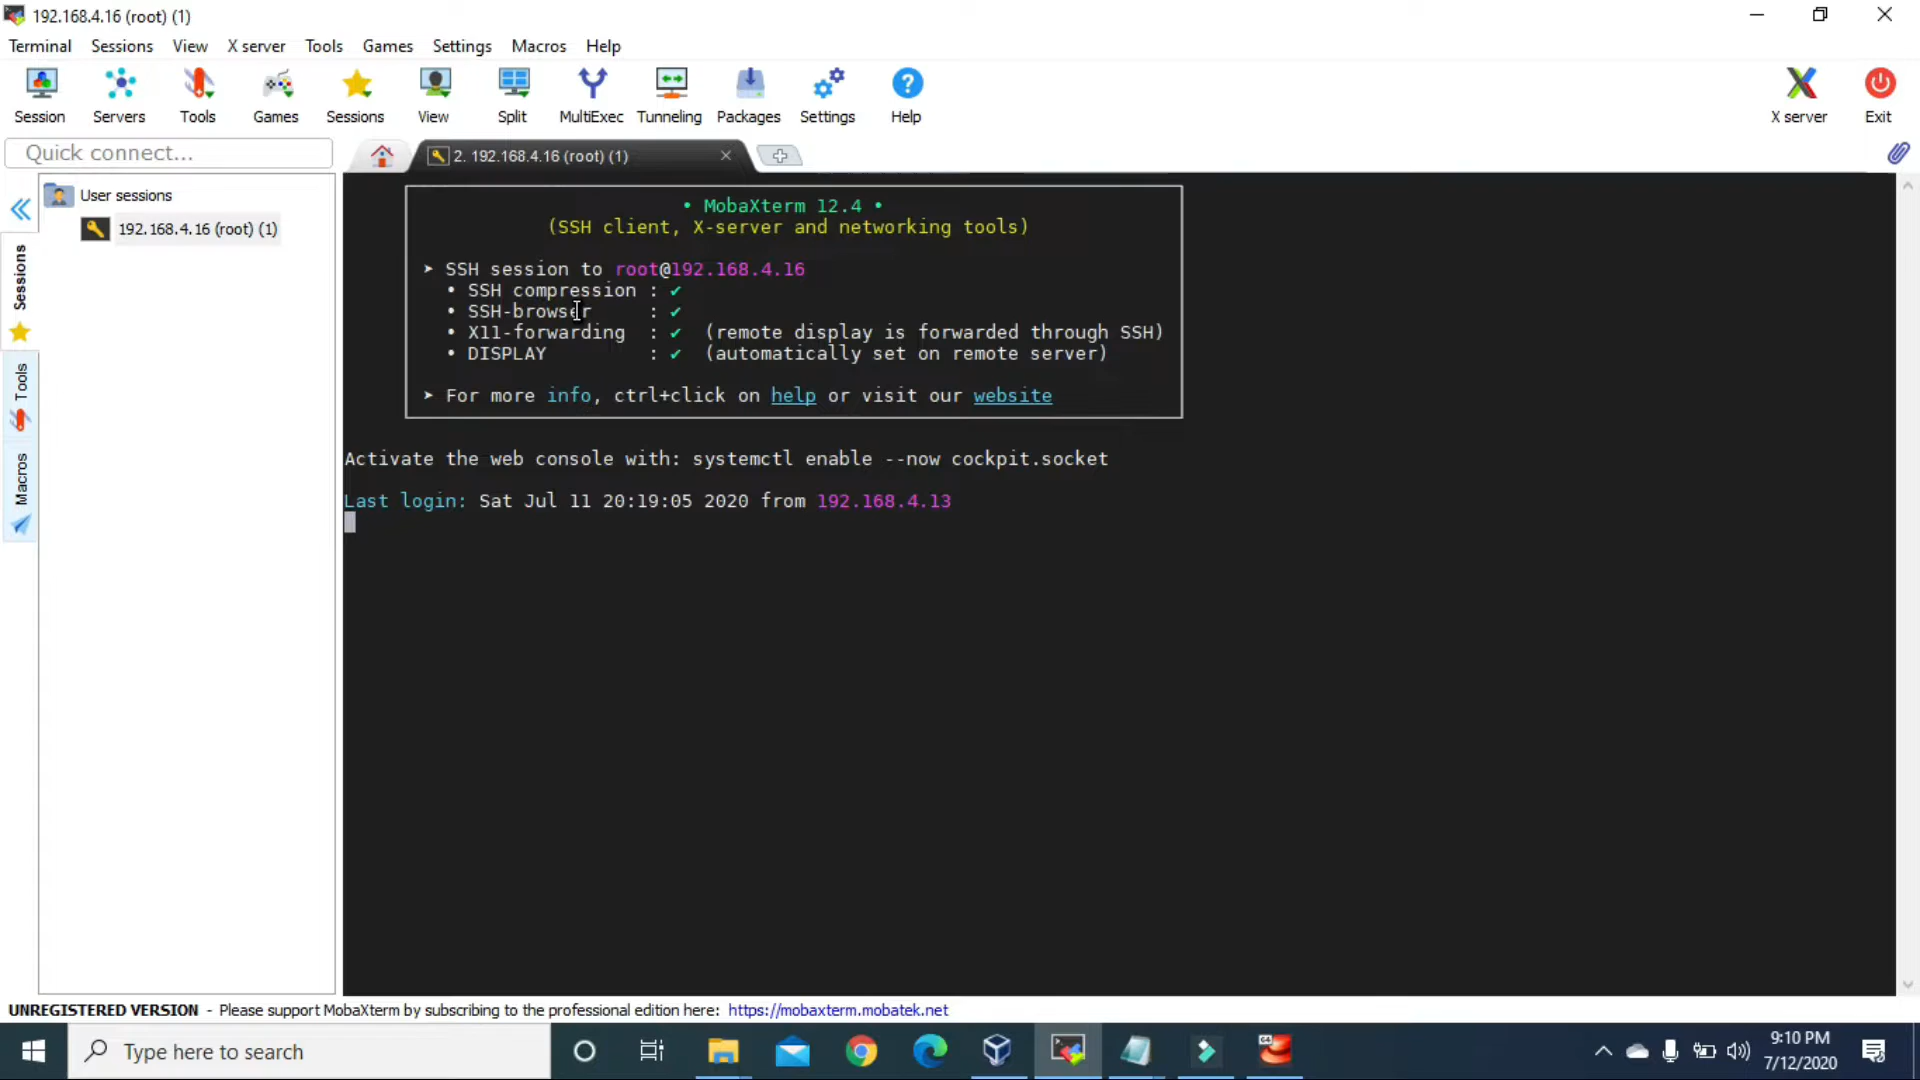 192.168.4.16 (root) (1)
Terminal Sessions View X server Tools Games Settings Macros Help
Session Servers Tools Games Sessions View Split MultiExec Tunneling Packages Settings Help X server Exit
Quick connect...
2. 192.168.4.16 (root) (1)
User sessions
192.168.4.16 (root) (1)
Sessions
Tools
Macros
• MobaXterm 12.4 •
(SSH client, X-server and networking tools)
➤ SSH session to root@192.168.4.16
• SSH compression : ✔
• SSH-browser : ✔
• X11-forwarding : ✔ (remote display is forwarded through SSH)
• DISPLAY : ✔ (automatically set on remote server)
➤ For more info, ctrl+click on help or visit our website
Activate the web console with: systemctl enable --now cockpit.socket
Last login: Sat Jul 11 20:19:05 2020 from 192.168.4.13
UNREGISTERED VERSION - Please support MobaXterm by subscribing to the professional edition here: https://mobaxterm.mobatek.net
Type here to search
9:10 PM
7/12/2020